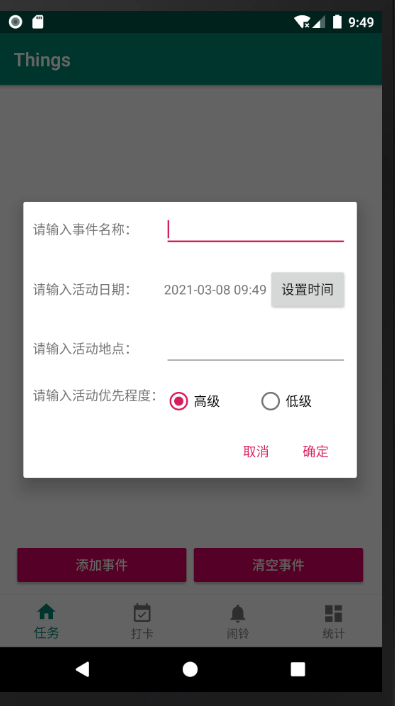 9:49
Things
请输入事件名称：
请输入活动日期： 2021-03-08 09:49 设置时间
请输入活动地点：
请输入活动优先程度： 高级 低级
取消 确定
添加事件 清空事件
任务 打卡 闹铃 统计